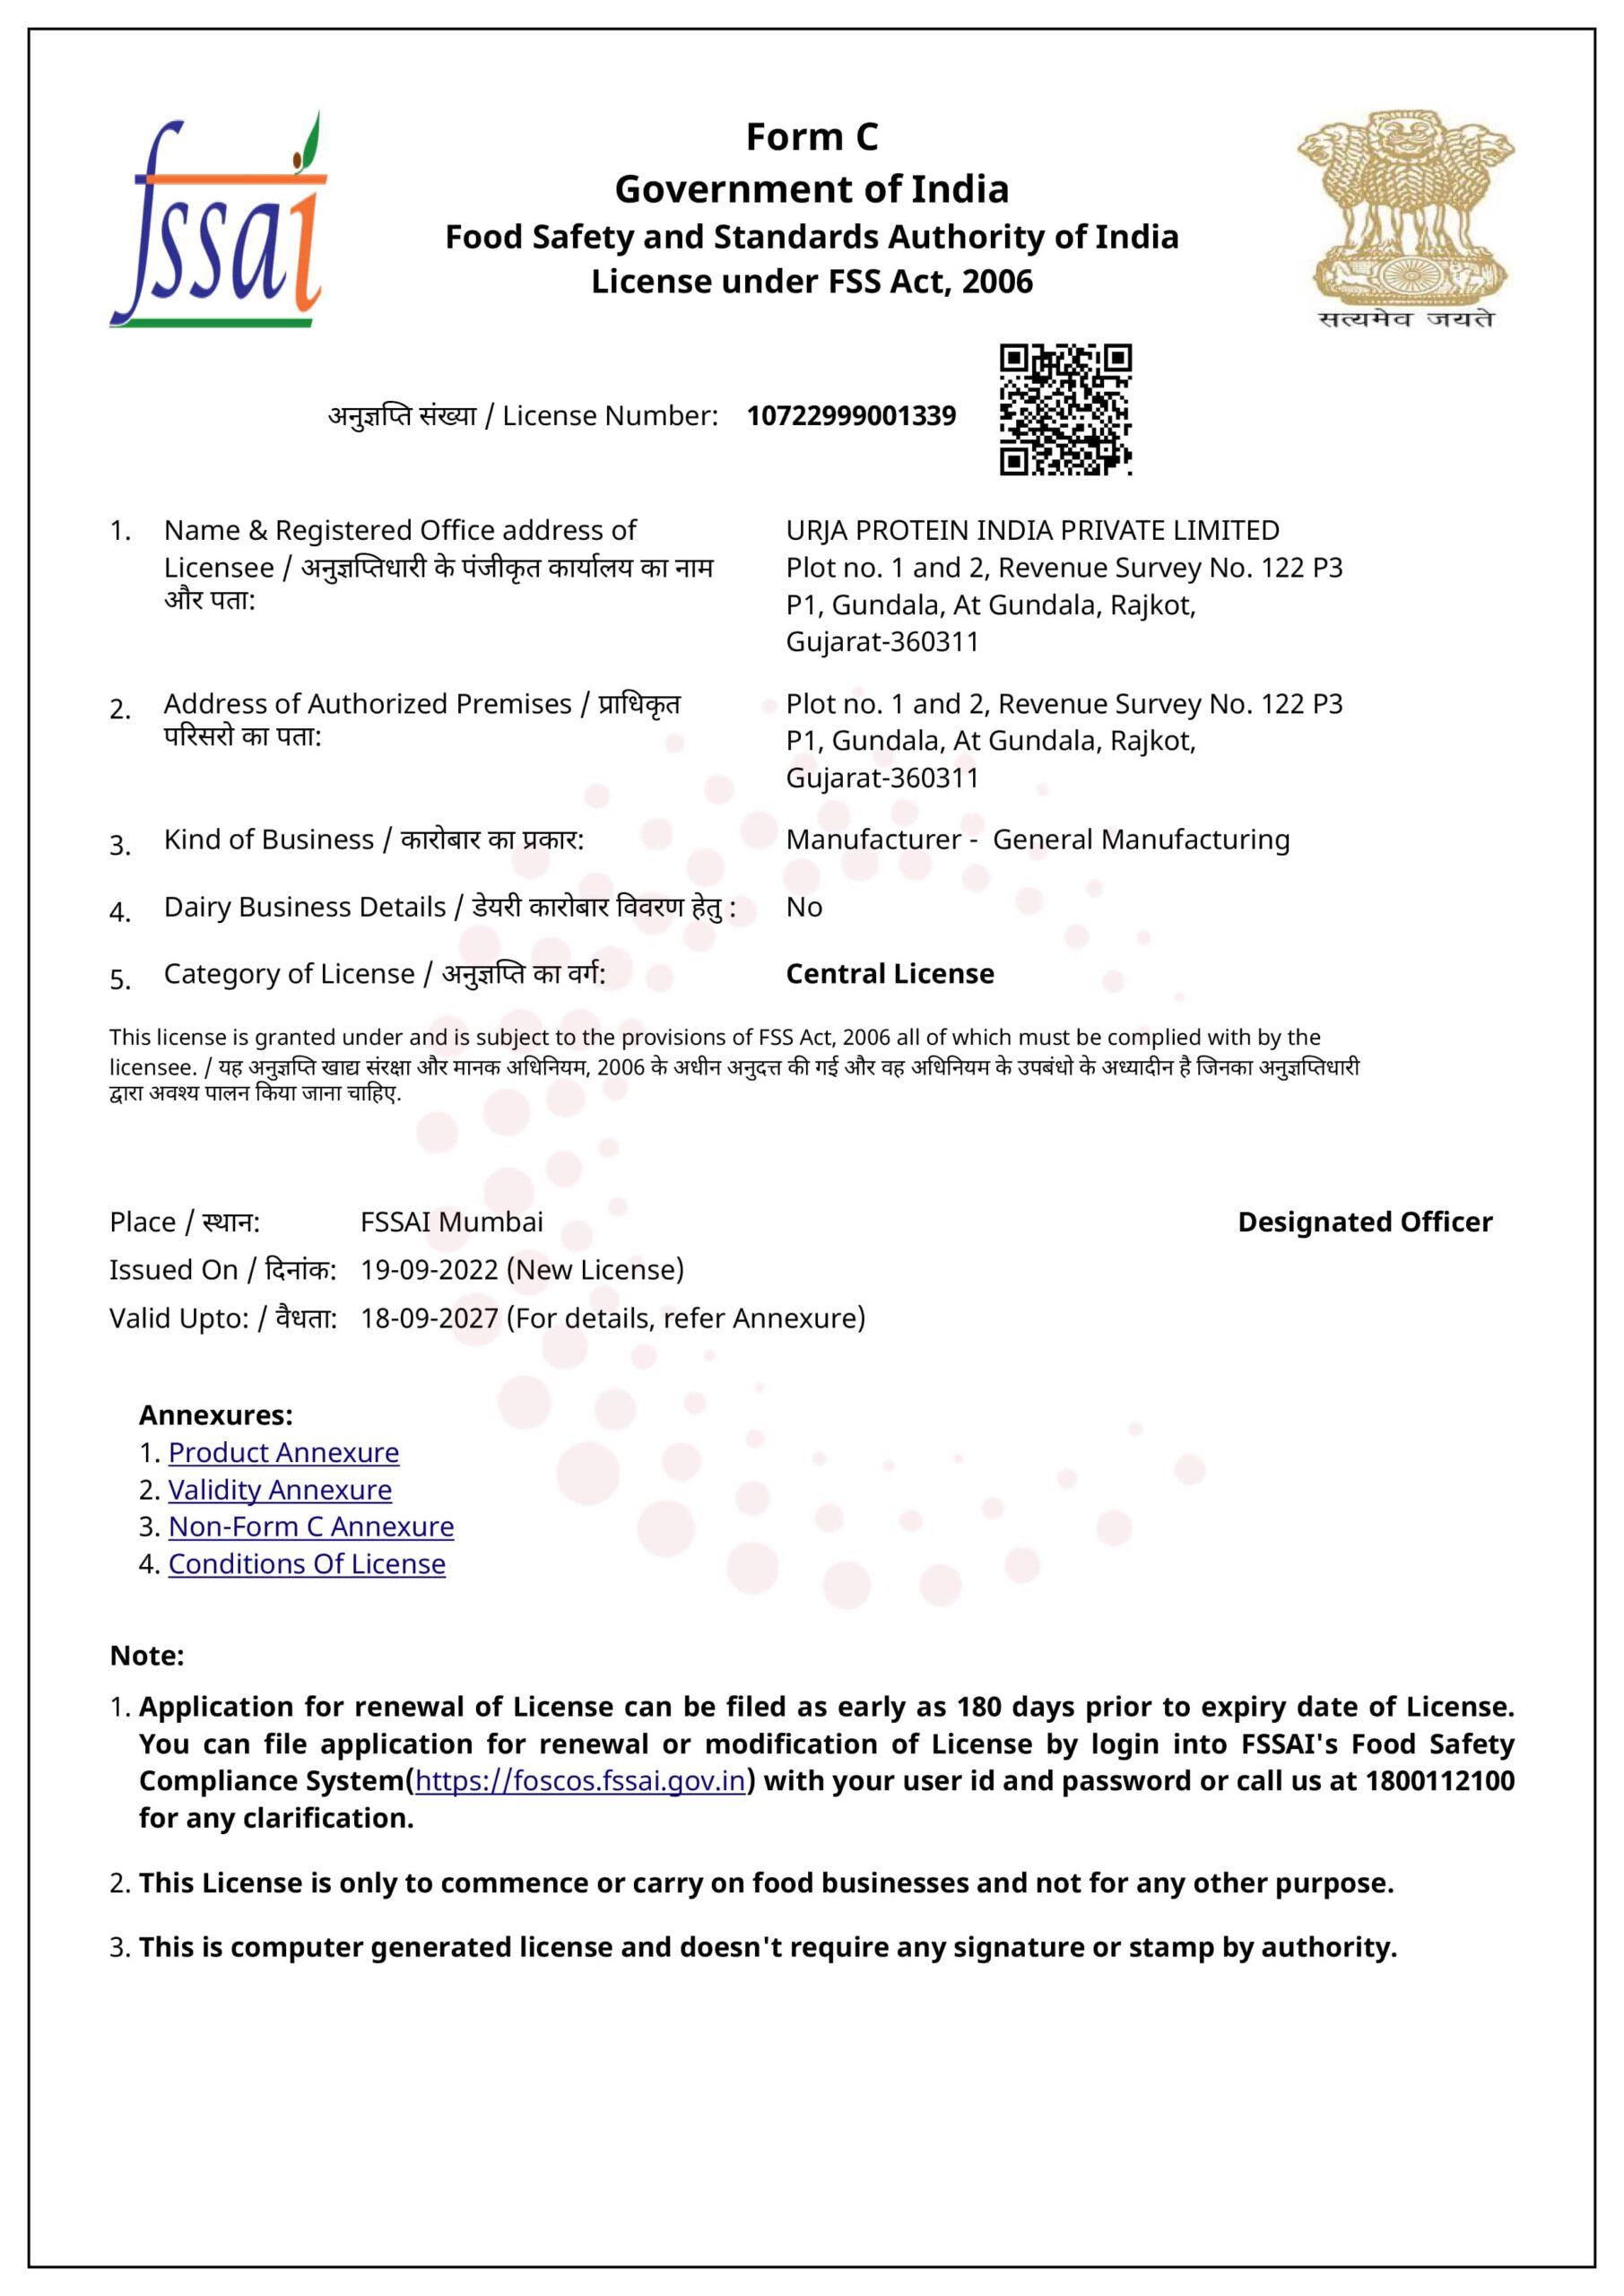 fssai
Form C
Government of India
Food Safety and Standards Authority of India
License under FSS Act, 2006
सत्यमेव जयते
अनुज्ञप्ति संख्या / License Number: 10722999001339
1. Name & Registered Office address of
Licensee / अनुज्ञप्तिधारी के पंजीकृत कार्यालय का नाम
और पता:
URJA PROTEIN INDIA PRIVATE LIMITED
Plot no. 1 and 2, Revenue Survey No. 122 P3
P1, Gundala, At Gundala, Rajkot,
Gujarat-360311
2. Address of Authorized Premises / प्राधिकृत
परिसरो का पता:
Plot no. 1 and 2, Revenue Survey No. 122 P3
P1, Gundala, At Gundala, Rajkot,
Gujarat-360311
3. Kind of Business / कारोबार का प्रकार: Manufacturer - General Manufacturing
4. Dairy Business Details / डेयरी कारोबार विवरण हेतु : No
5. Category of License / अनुज्ञप्ति का वर्ग: Central License
This license is granted under and is subject to the provisions of FSS Act, 2006 all of which must be complied with by the
licensee. / यह अनुज्ञप्ति खाद्य संरक्षा और मानक अधिनियम, 2006 के अधीन अनुदत्त की गई और वह अधिनियम के उपबंधो के अध्यादीन है जिनका अनुज्ञप्तिधारी
द्वारा अवश्य पालन किया जाना चाहिए.
Place / स्थान: FSSAI Mumbai Designated Officer
Issued On / दिनांक: 19-09-2022 (New License)
Valid Upto: / वैधता: 18-09-2027 (For details, refer Annexure)
Annexures:
1. Product Annexure
2. Validity Annexure
3. Non-Form C Annexure
4. Conditions Of License
Note:
1. Application for renewal of License can be filed as early as 180 days prior to expiry date of License.
You can file application for renewal or modification of License by login into FSSAI's Food Safety
Compliance System(https://foscos.fssai.gov.in) with your user id and password or call us at 1800112100
for any clarification.
2. This License is only to commence or carry on food businesses and not for any other purpose.
3. This is computer generated license and doesn't require any signature or stamp by authority.